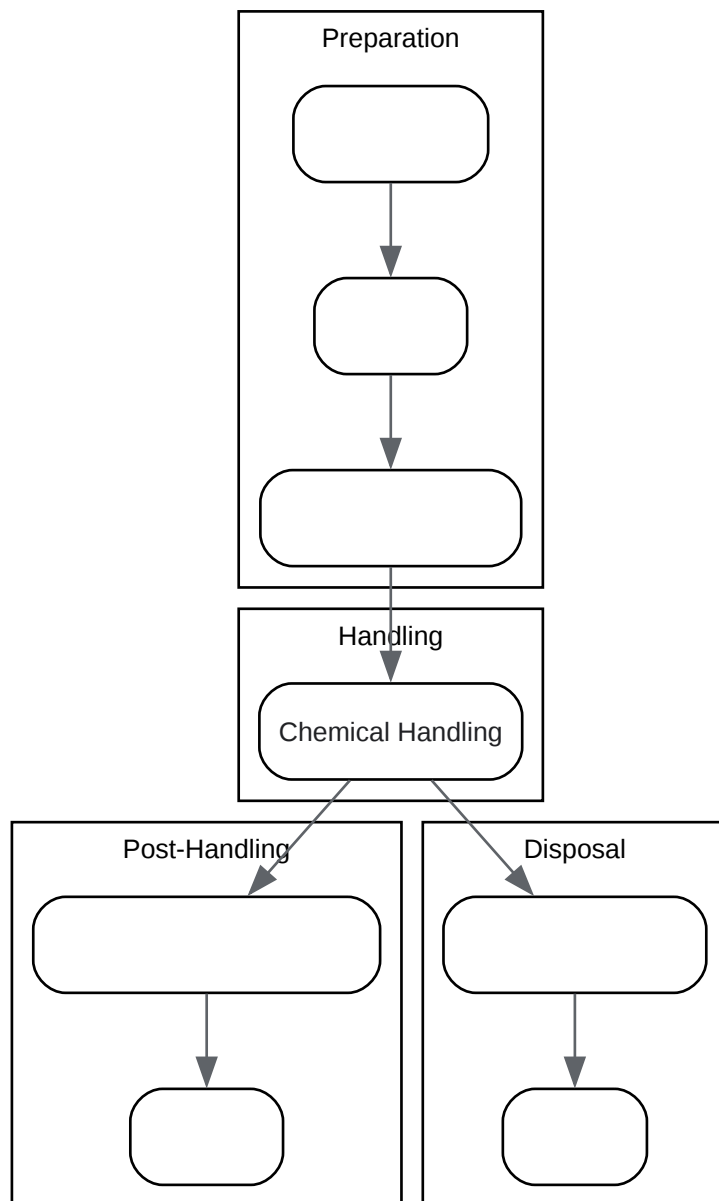 Preparation
Handling
Chemical Handling
Post-Handling
Disposal